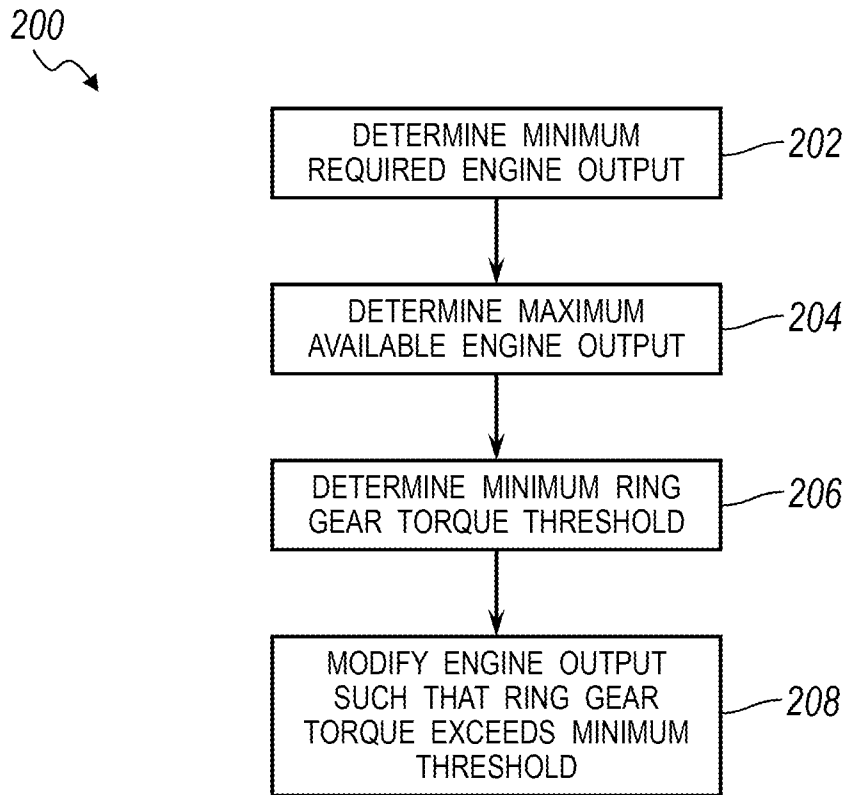 200
DETERMINE MINIMUM
REQUIRED ENGINE OUTPUT
202
DETERMINE MAXIMUM
AVAILABLE ENGINE OUTPUT
204
DETERMINE MINIMUM RING
GEAR TORQUE THRESHOLD
206
MODIFY ENGINE OUTPUT
SUCH THAT RING GEAR
TORQUE EXCEEDS MINIMUM
THRESHOLD
208